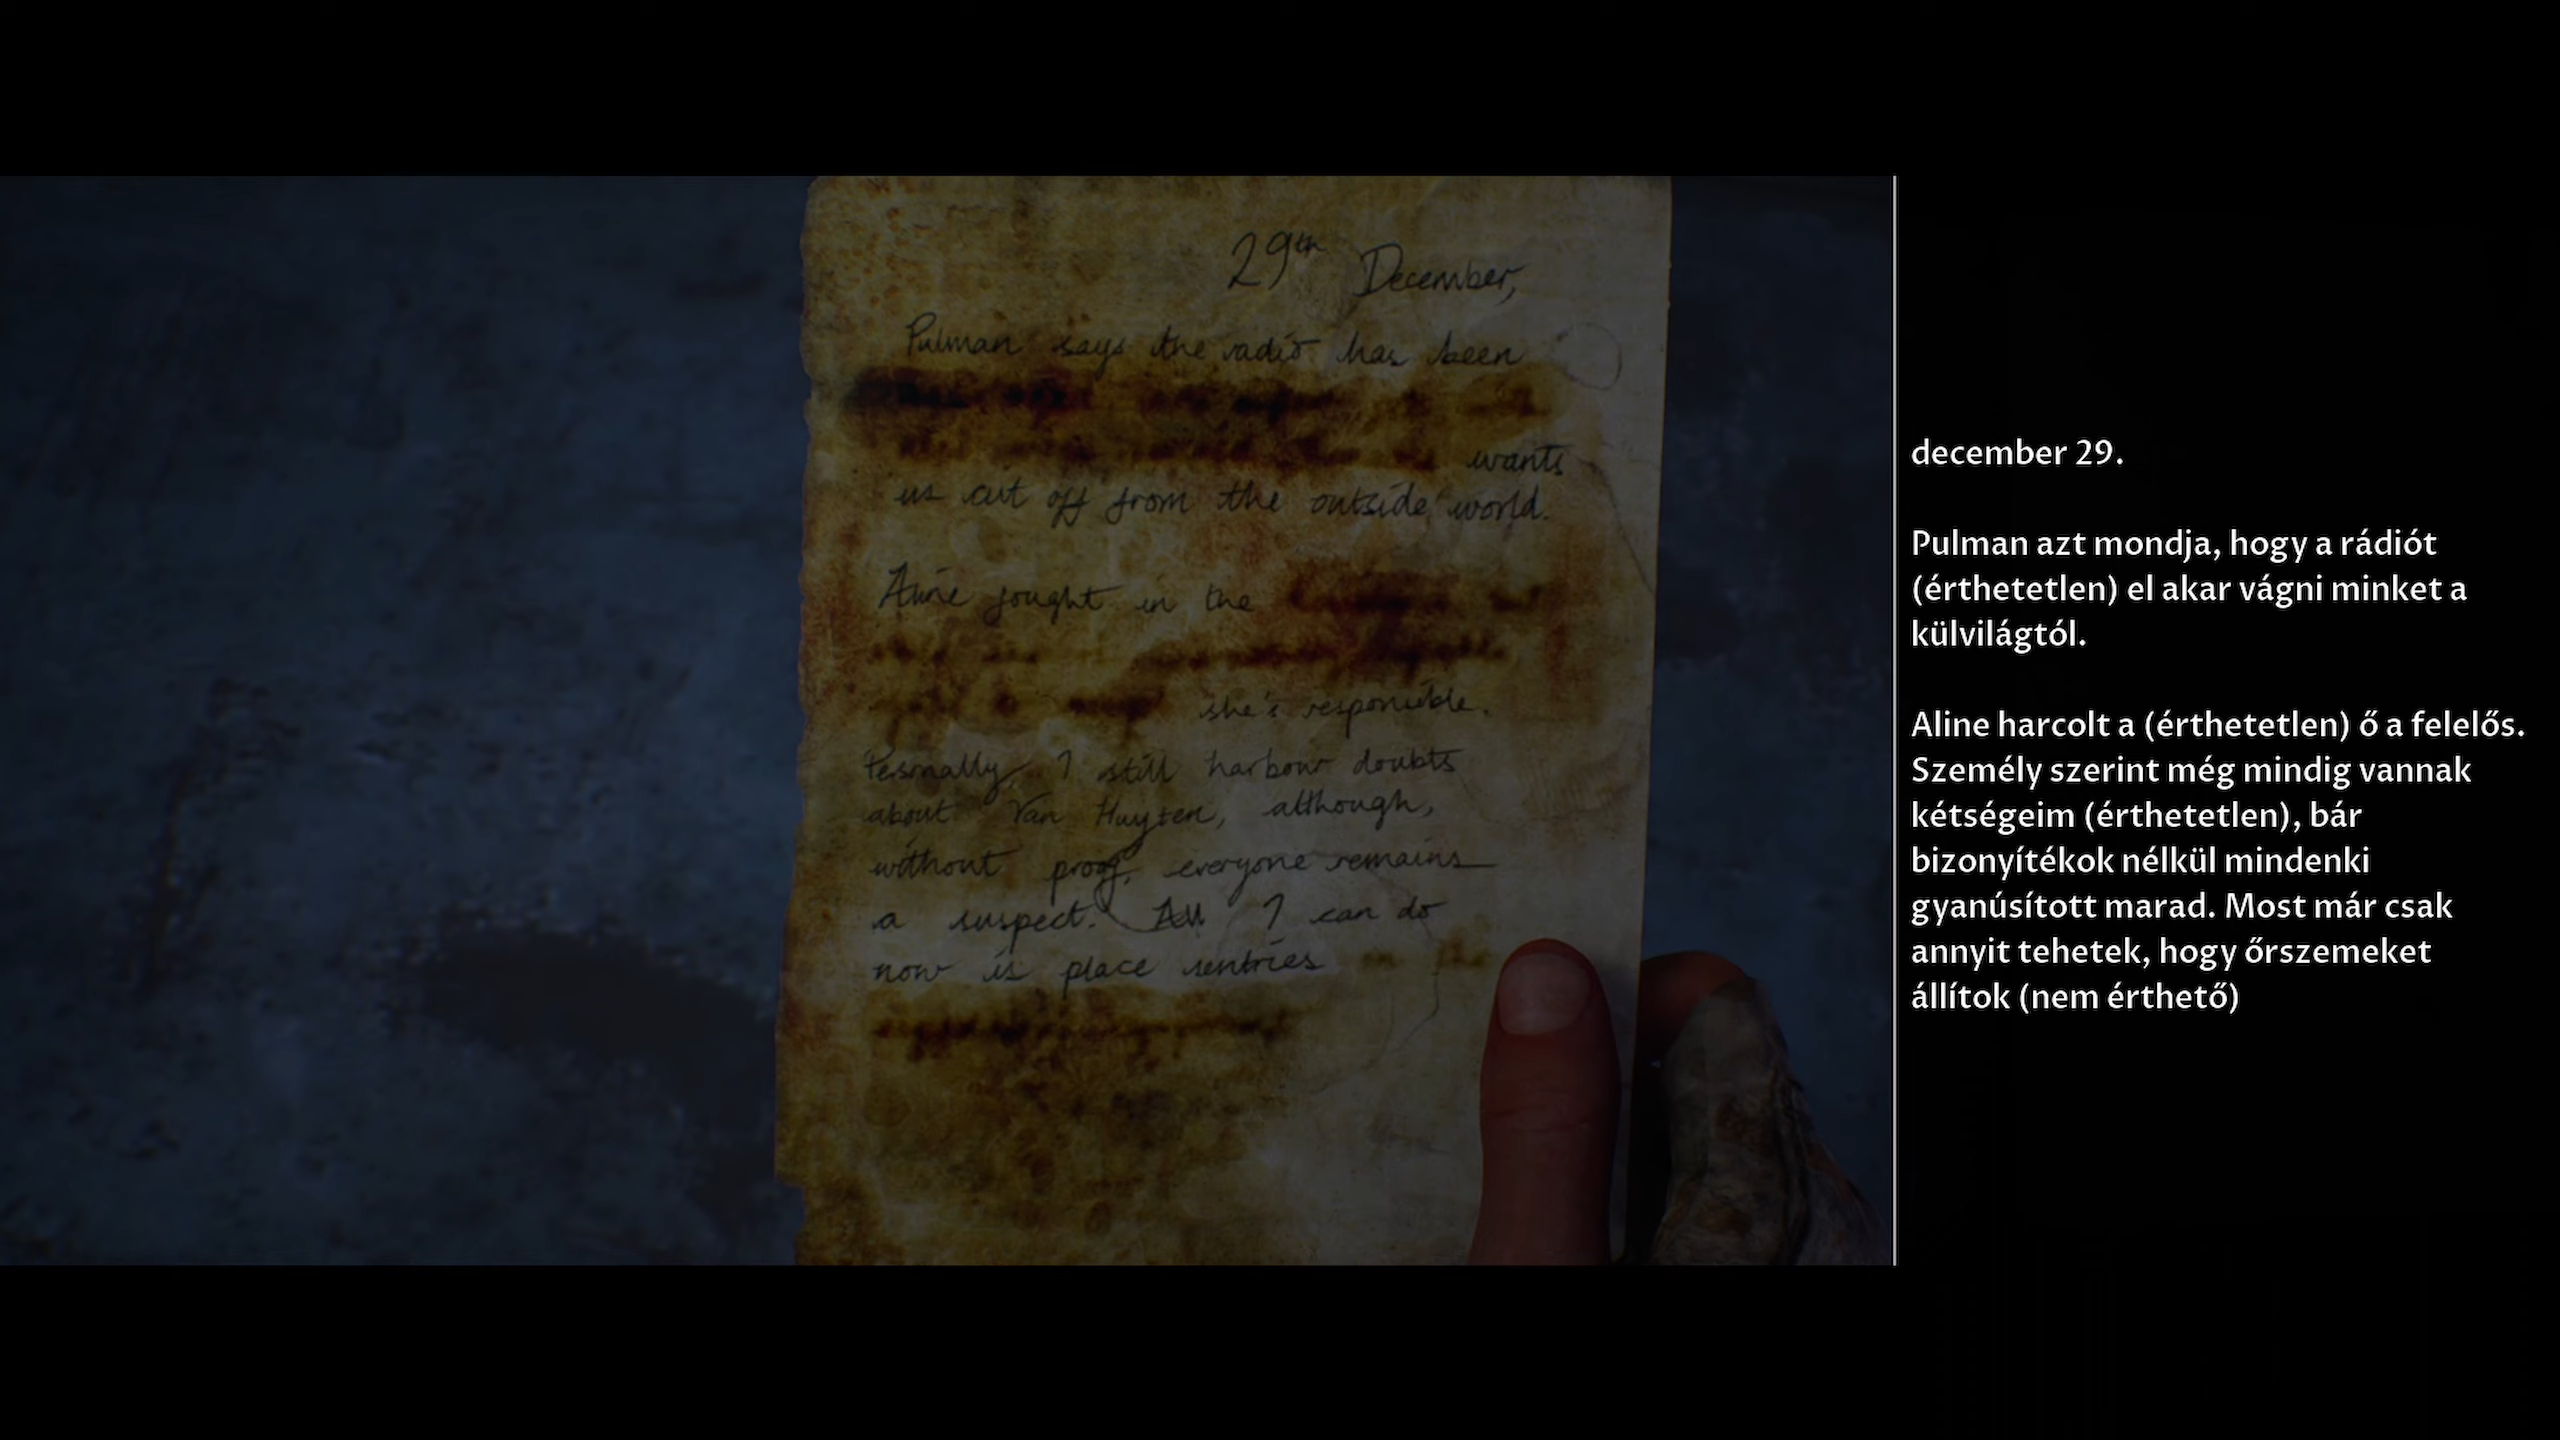 29th December,
Pulman says the radio has been
wants
us cut off from the outside world.
Aline fought in the
she's responsible.
Personally I still harbour doubts
about Van Huyten, although,
without proof, everyone remains
a suspect. All I can do
now is place sentries
december 29.
Pulman azt mondja, hogy a rádiót
(érthetetlen) el akar vágni minket a
külvilágtól.
Aline harcolt a (érthetetlen) ő a felelős.
Személy szerint még mindig vannak
kétségeim (érthetetlen), bár
bizonyítékok nélkül mindenki
gyanúsított marad. Most már csak
annyit tehetek, hogy őrszemeket
állítok (nem érthető)